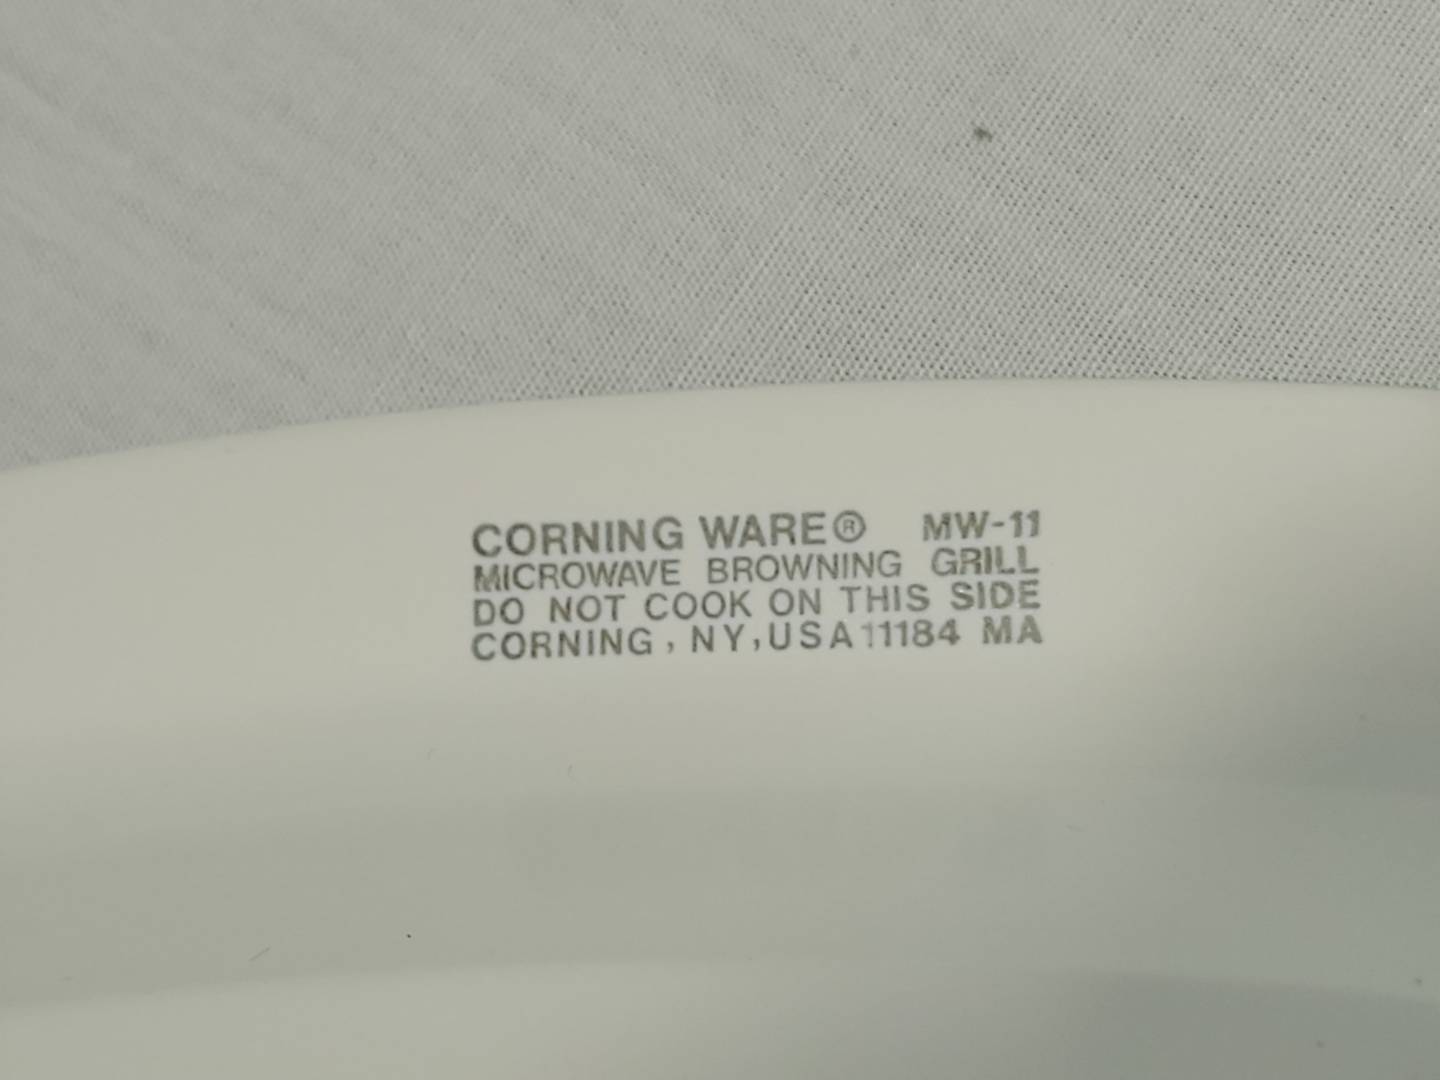 CORNING WARE® MW-11
MICROWAVE BROWNING GRILL
DO NOT COOK ON THIS SIDE
CORNING, NY, USA 11184 MA